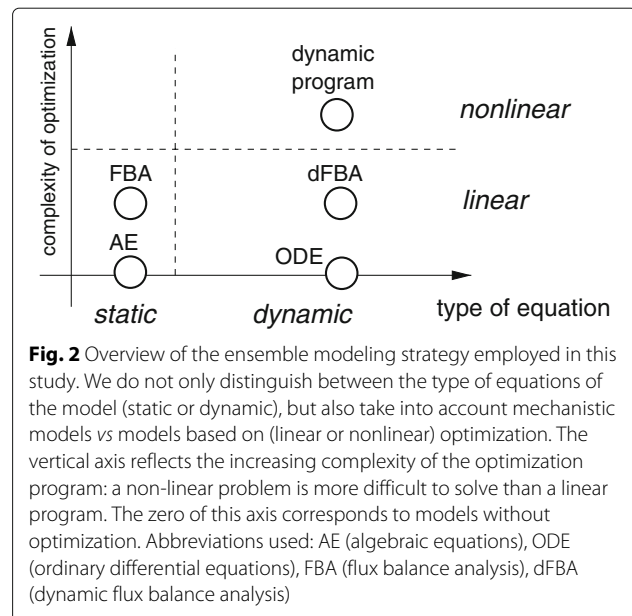 complexity of optimization
dynamic
program
nonlinear
FBA
dFBA
linear
AE
ODE
static
dynamic
type of equation
Fig. 2 Overview of the ensemble modeling strategy employed in this
study. We do not only distinguish between the type of equations of
the model (static or dynamic), but also take into account mechanistic
models vs models based on (linear or nonlinear) optimization. The
vertical axis reflects the increasing complexity of the optimization
program: a non-linear problem is more difficult to solve than a linear
program. The zero of this axis corresponds to models without
optimization. Abbreviations used: AE (algebraic equations), ODE
(ordinary differential equations), FBA (flux balance analysis), dFBA
(dynamic flux balance analysis)